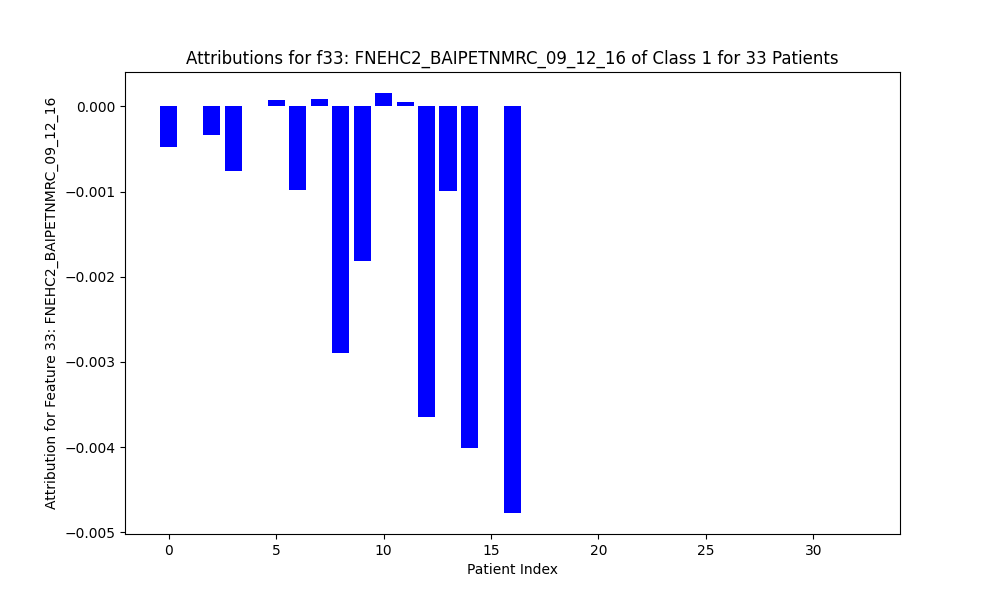 Attributions for f33: FNEHC2_BAIPETNMRC_09_12_16 of Class 1 for 33 Patients
Attribution for Feature 33: FNEHC2_BAIPETNMRC_09_12_16
0.000
−0.001
−0.002
−0.003
−0.004
−0.005
0 5 10 15 20 25 30
Patient Index